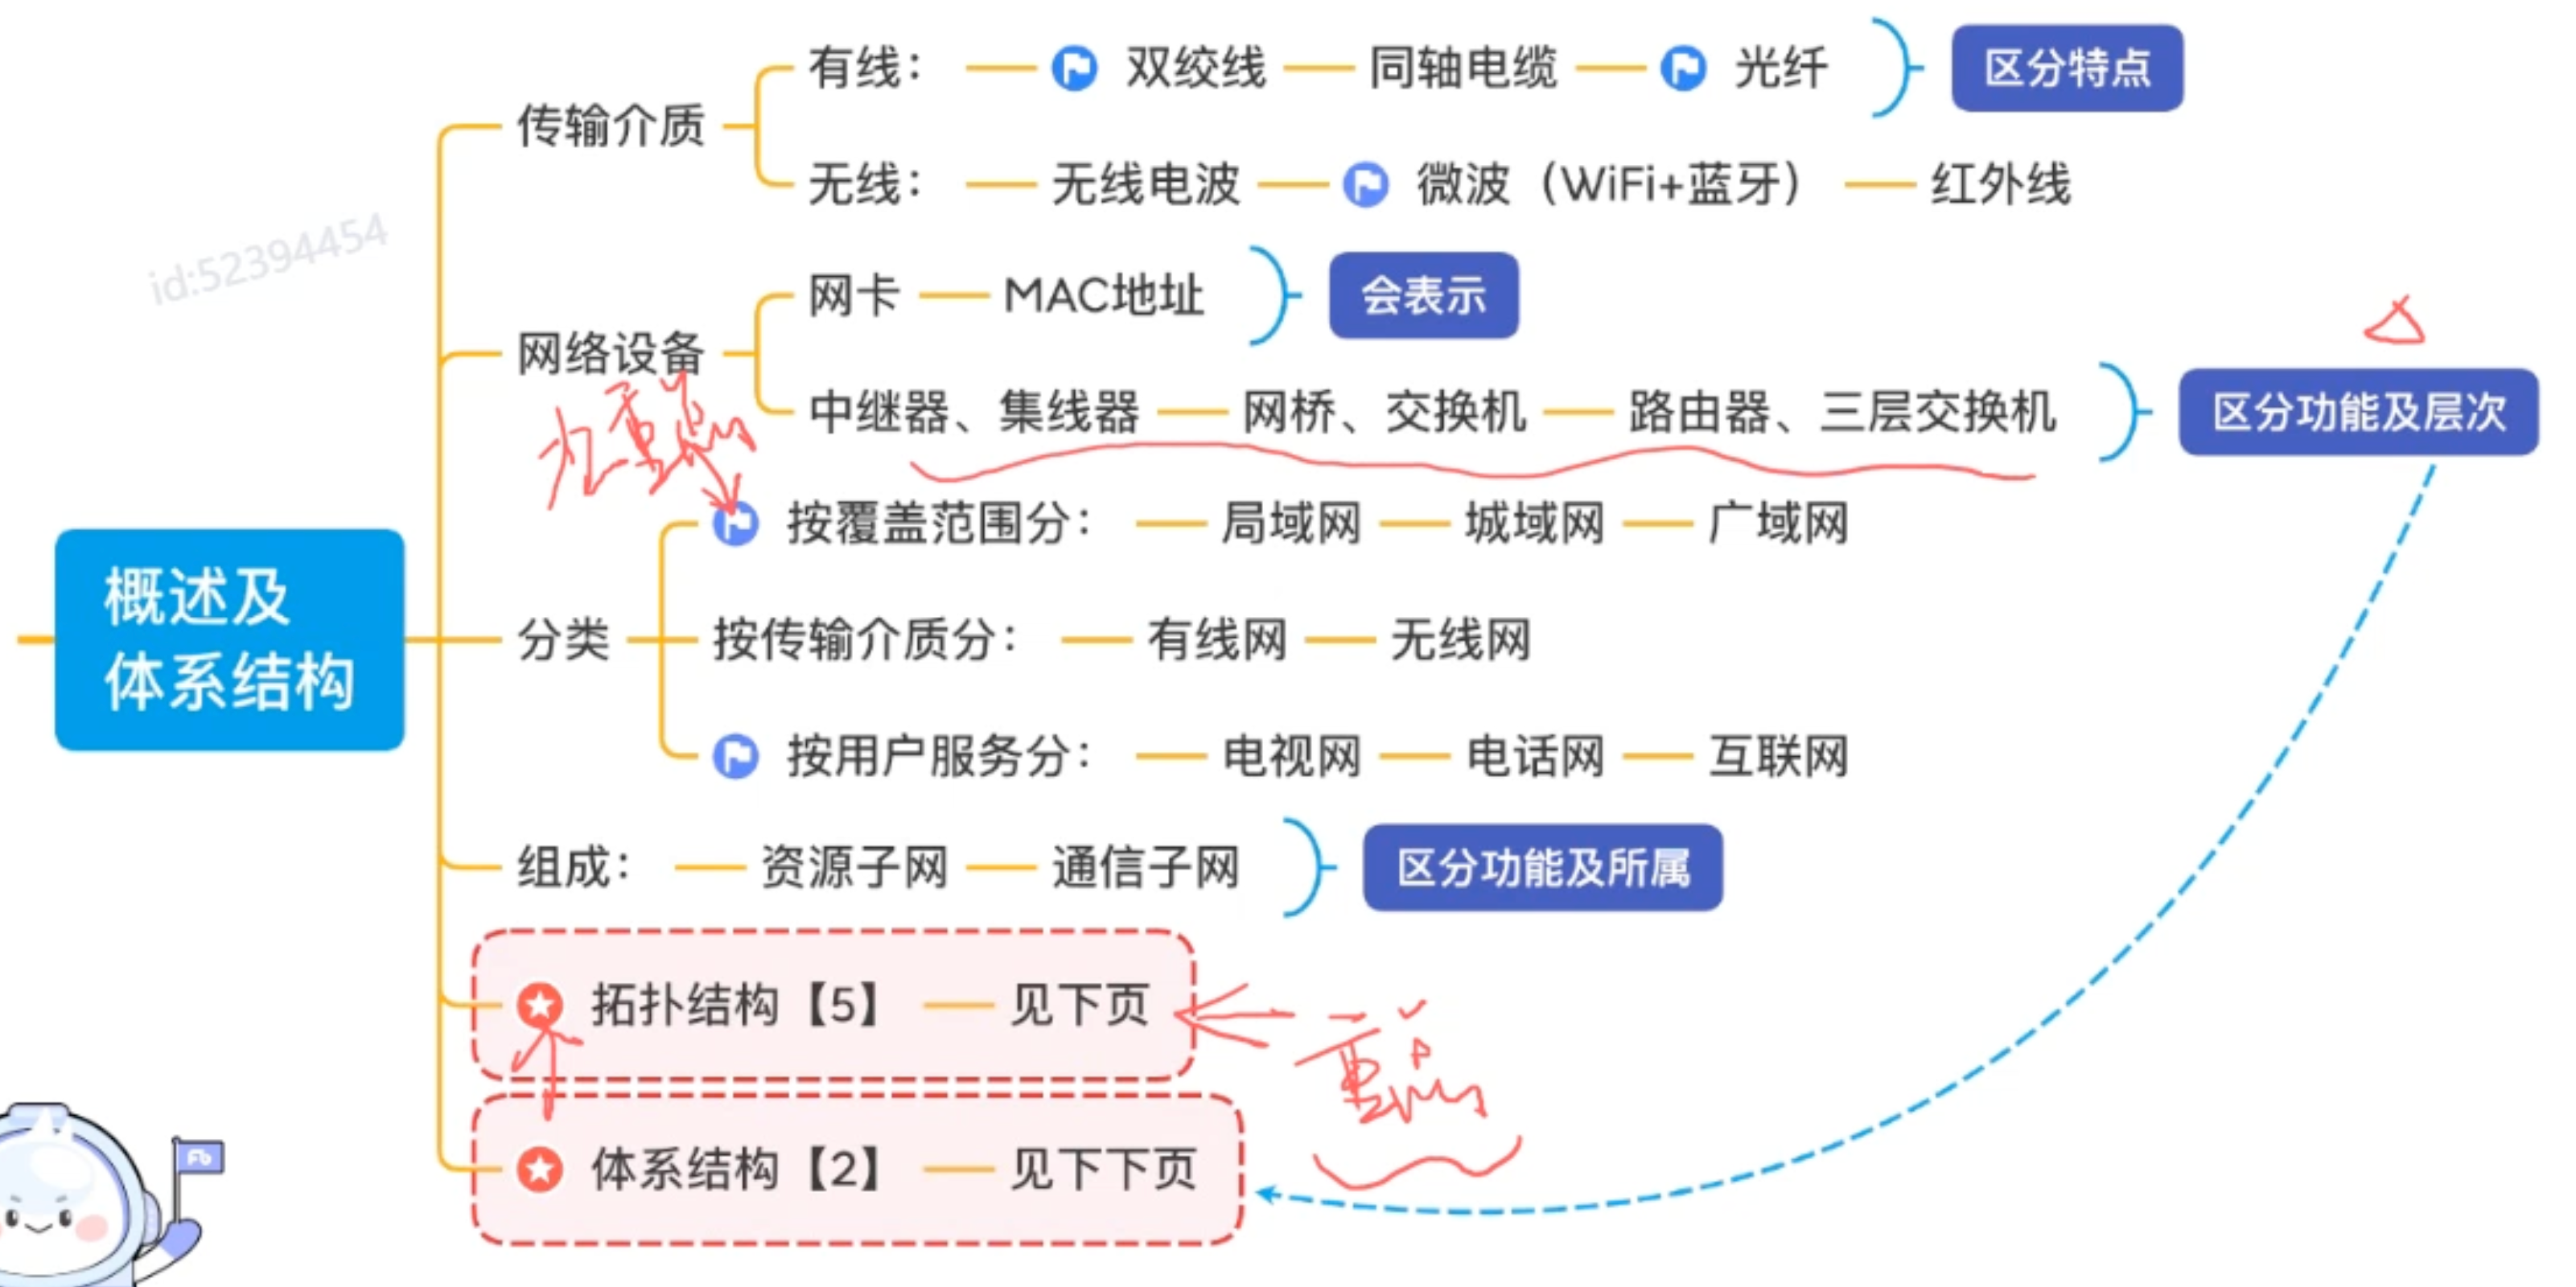 有线： 双绞线 同轴电缆 光纤 区分特点
传输介质
无线： 无线电波 微波（WiFi+蓝牙） 红外线
id:52394454
网卡 MAC地址 会表示
网络设备
中继器、集线器 网桥、交换机 路由器、三层交换机 区分功能及层次
次重点
按覆盖范围分： 局域网 城域网 广域网
概述及
体系结构
分类
按传输介质分： 有线网 无线网
按用户服务分： 电视网 电话网 互联网
组成： 资源子网 通信子网 区分功能及所属
拓扑结构【5】 见下页
重点
体系结构【2】 见下下页
Fb